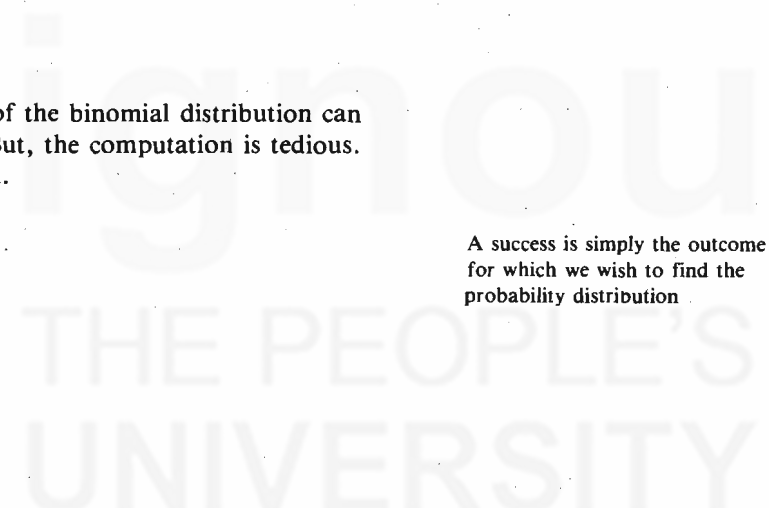 ignou
of the binomial distribution can
But, the computation is tedious.
A success is simply the outcome
for which we wish to find the
probability distribution
THE PEOPLE'S
UNIVERSITY